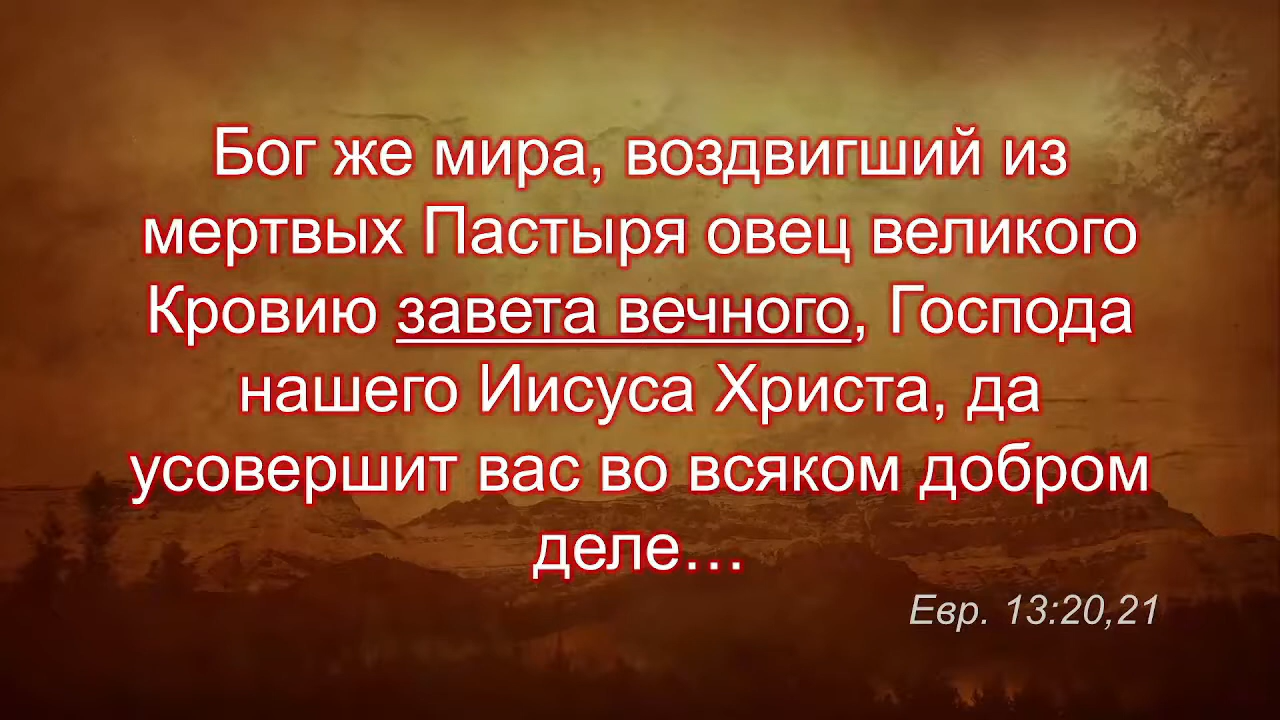 Бог же мира, воздвигший из
мертвых Пастыря овец великого
Кровию завета вечного, Господа
нашего Иисуса Христа, да
усовершит вас во всяком добром
деле…
Евр. 13:20,21